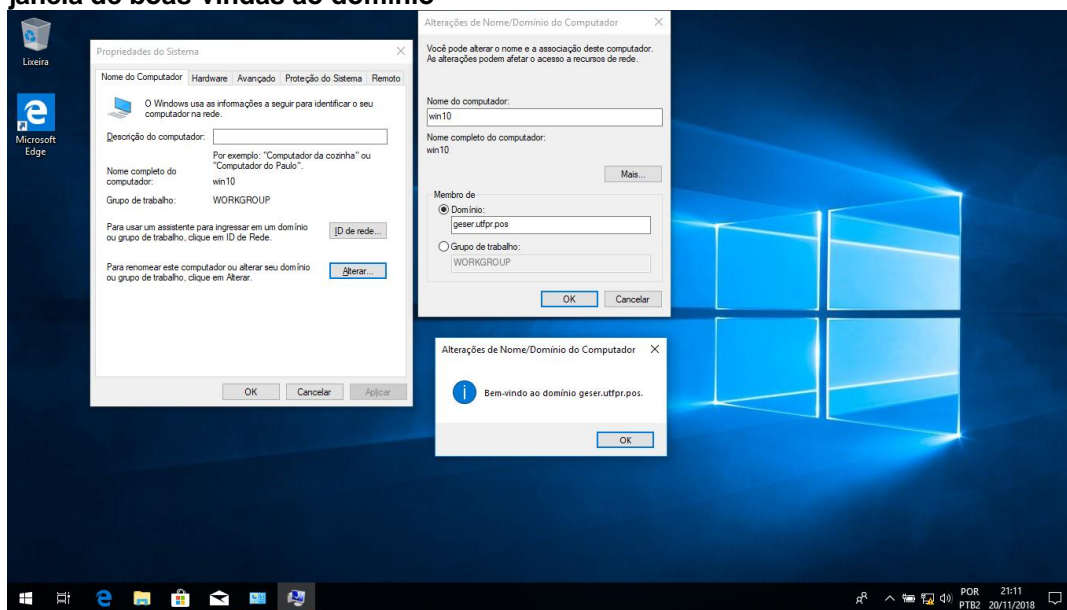 janela de boas-vindas ao domínio
Lixeira
Microsoft
Edge
Propriedades do Sistema
Nome do Computador Hardware Avançado Proteção do Sistema Remoto
O Windows usa as informações a seguir para identificar o seu
computador na rede.
Descrição do computador:
Por exemplo: "Computador da cozinha" ou
"Computador do Paulo".
Nome completo do
computador: win10
Grupo de trabalho: WORKGROUP
Para usar um assistente para ingressar em um domínio
ou grupo de trabalho, clique em ID de Rede.
ID de rede...
Para renomear este computador ou alterar seu domínio
ou grupo de trabalho, clique em Alterar.
Alterar...
OK Cancelar Aplicar
Alterações de Nome/Domínio do Computador
Você pode alterar o nome e a associação deste computador.
As alterações podem afetar o acesso a recursos de rede.
Nome do computador:
win10
Nome completo do computador:
win10
Mais...
Membro de
Domínio:
geser.utfpr.pos
Grupo de trabalho:
WORKGROUP
OK Cancelar
Alterações de Nome/Domínio do Computador
Bem-vindo ao domínio geser.utfpr.pos.
OK
POR 21:11
PTB2 20/11/2018